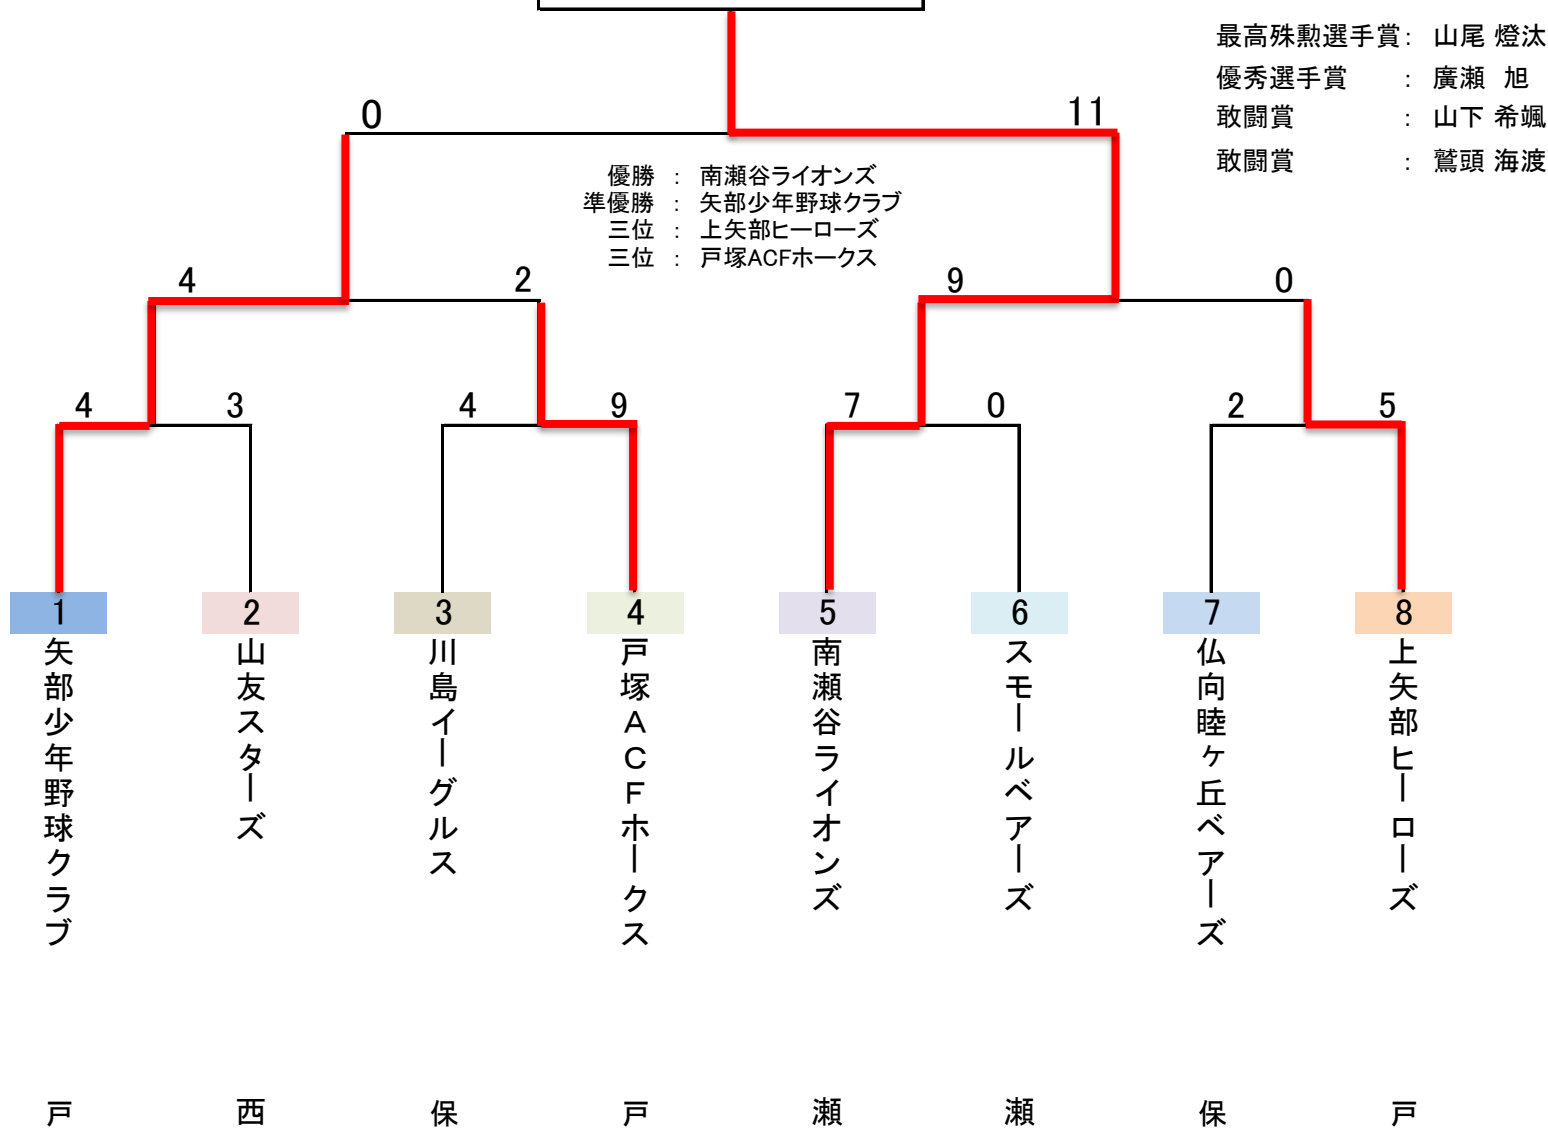 最高殊勲選手賞： 山尾 燈汰
優秀選手賞 ： 廣瀬 旭
敢闘賞 ： 山下 希颯
敢闘賞 ： 鷲頭 海渡
0 11
優勝 ： 南瀬谷ライオンズ
準優勝 ： 矢部少年野球クラブ
三位 ： 上矢部ヒーローズ
三位 ： 戸塚ACFホークス
4 2 9 0
4 3 4 9 7 0 2 5
1 2 3 4 5 6 7 8
矢部少年野球クラブ
山友スターズ
川島イーグルス
戸塚ACFホークス
南瀬谷ライオンズ
スモールベアーズ
仏向睦ヶ丘ベアーズ
上矢部ヒーローズ
戸 西 保 戸 瀬 瀬 保 戸